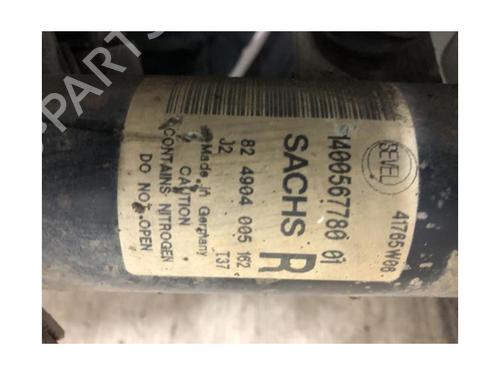 SEVEL
41765W08.
1400567780 01
SACHS R
82 4904 005 162
J2 T37
Made in Germany
CAUTION
CONTAINS NITROGEN
DO NOT OPEN
PARTS